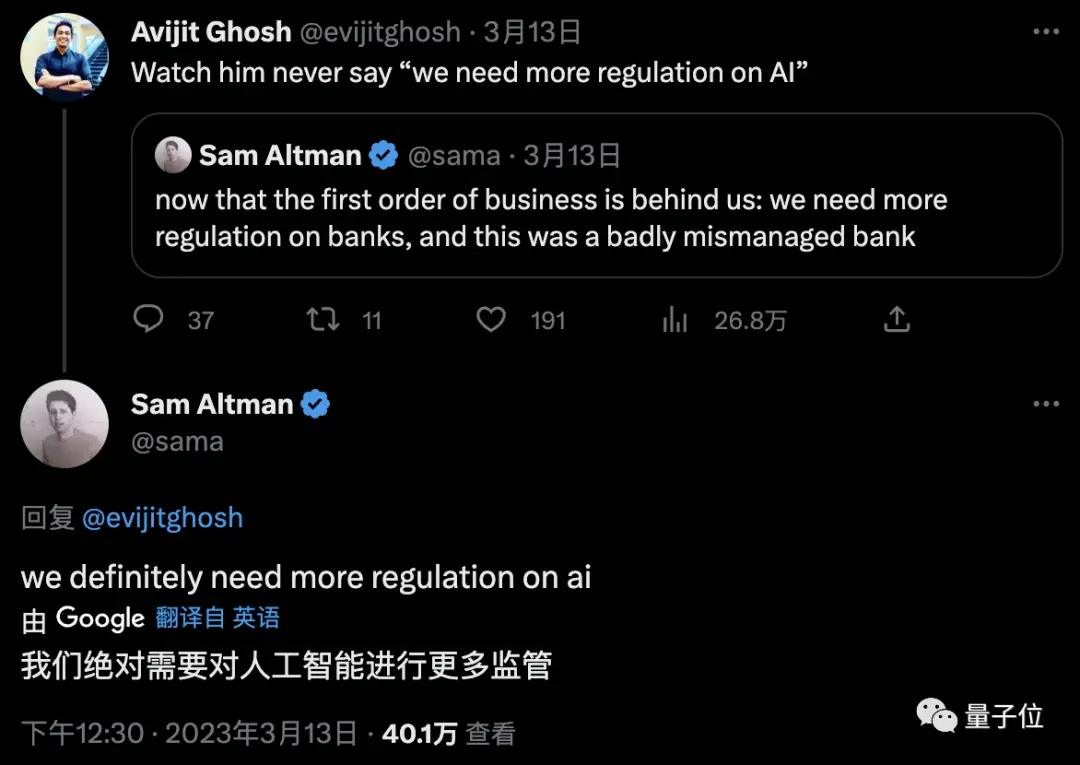 Avijit Ghosh @evijitghosh · 3月13日
Watch him never say “we need more regulation on AI”
Sam Altman @sama · 3月13日
now that the first order of business is behind us: we need more
regulation on banks, and this was a badly mismanaged bank
37 11 191 26.8万
Sam Altman
@sama
回复 @evijitghosh
we definitely need more regulation on ai
由 Google 翻译自 英语
我们绝对需要对人工智能进行更多监管
下午12:30 · 2023年3月13日 · 40.1万 查看
量子位